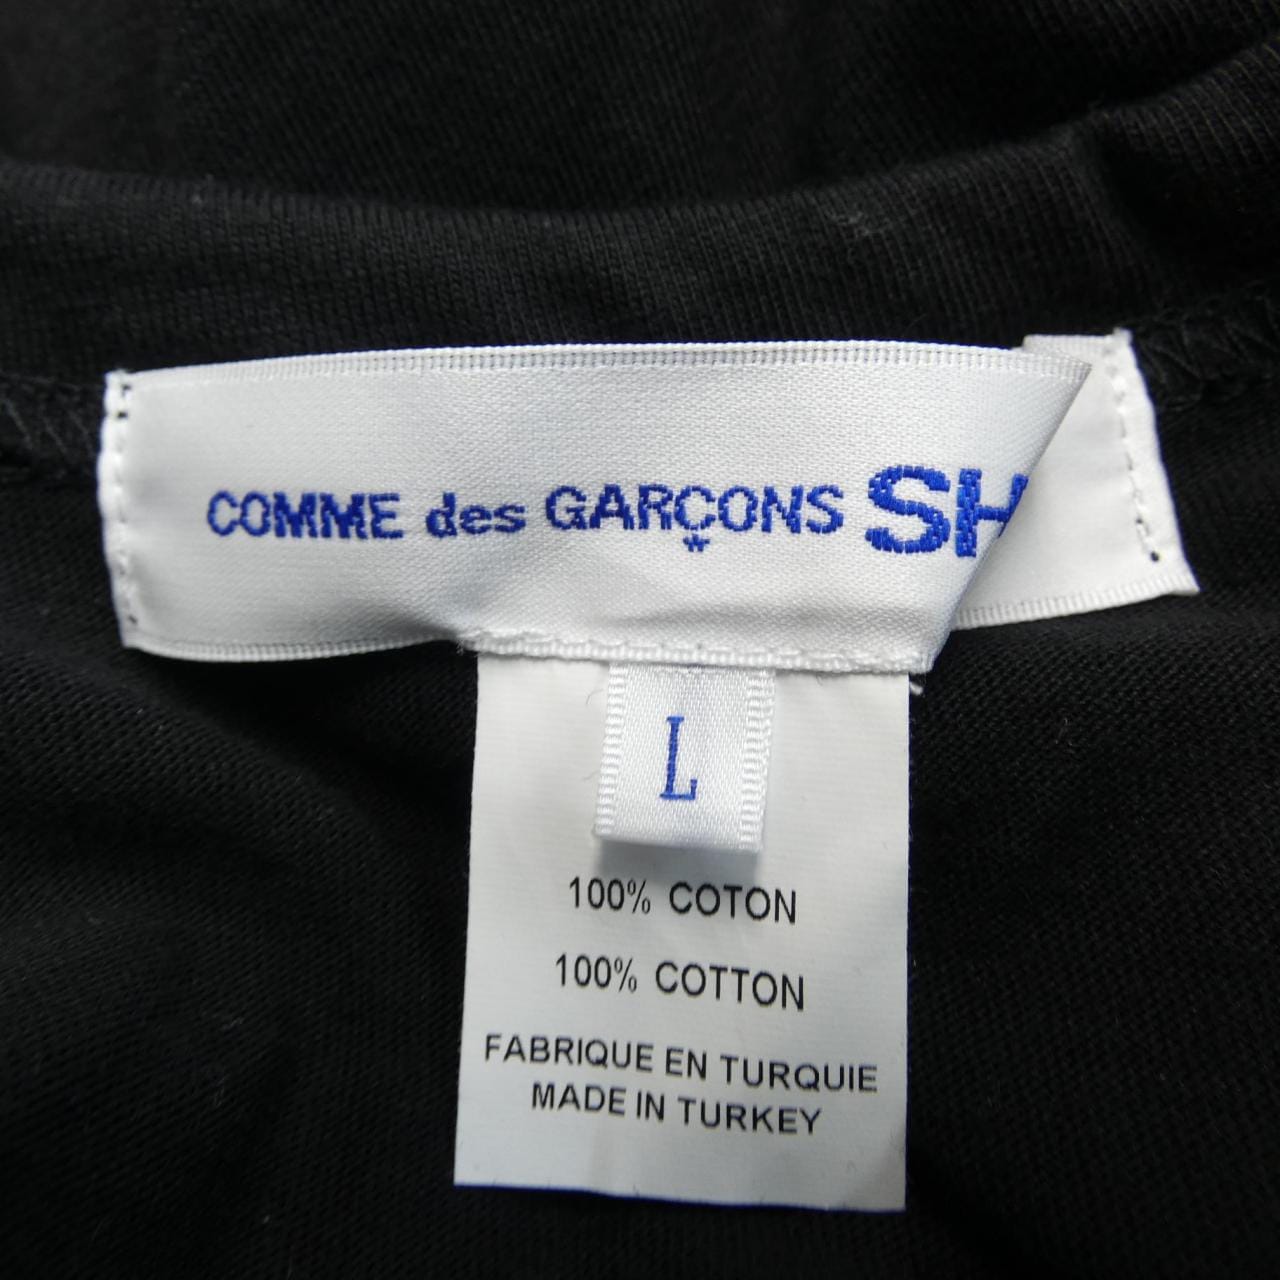 COMME des GARÇONS SH
L
100% COTON
100% COTTON
FABRIQUE EN TURQUIE
MADE IN TURKEY